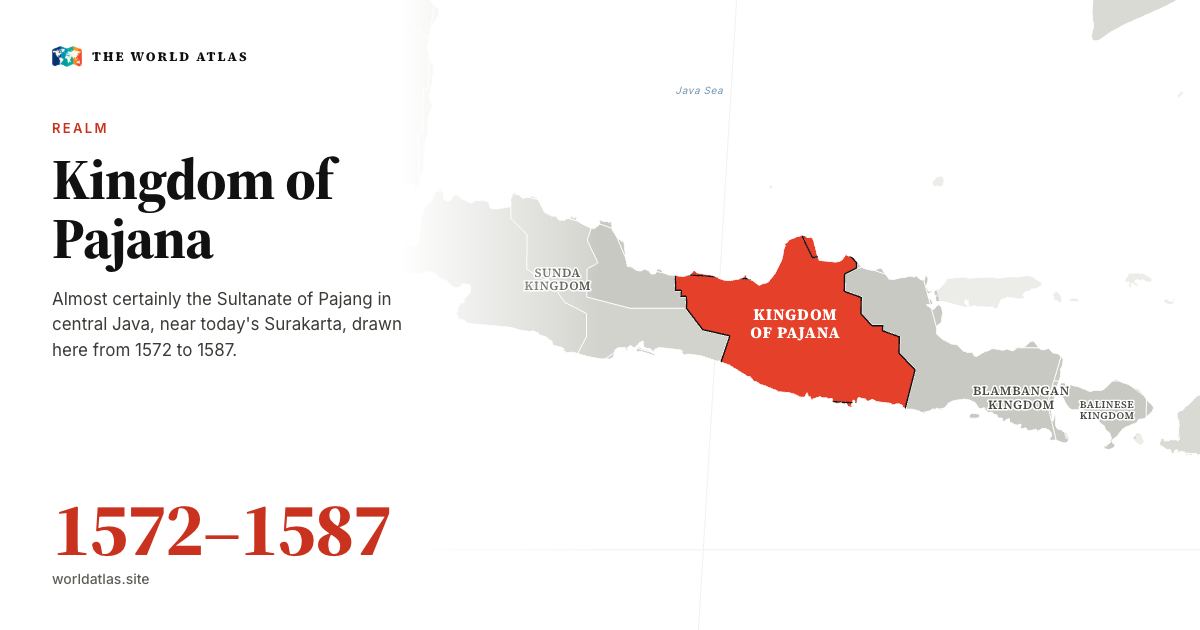 THE WORLD ATLAS
REALM
Kingdom of
Pajana
Almost certainly the Sultanate of Pajang in
central Java, near today's Surakarta, drawn
here from 1572 to 1587.
1572–1587
worldatlas.site
Java Sea
SUNDA
KINGDOM
KINGDOM
OF PAJANA
BLAMBANGAN
KINGDOM
BALINESE
KINGDOM